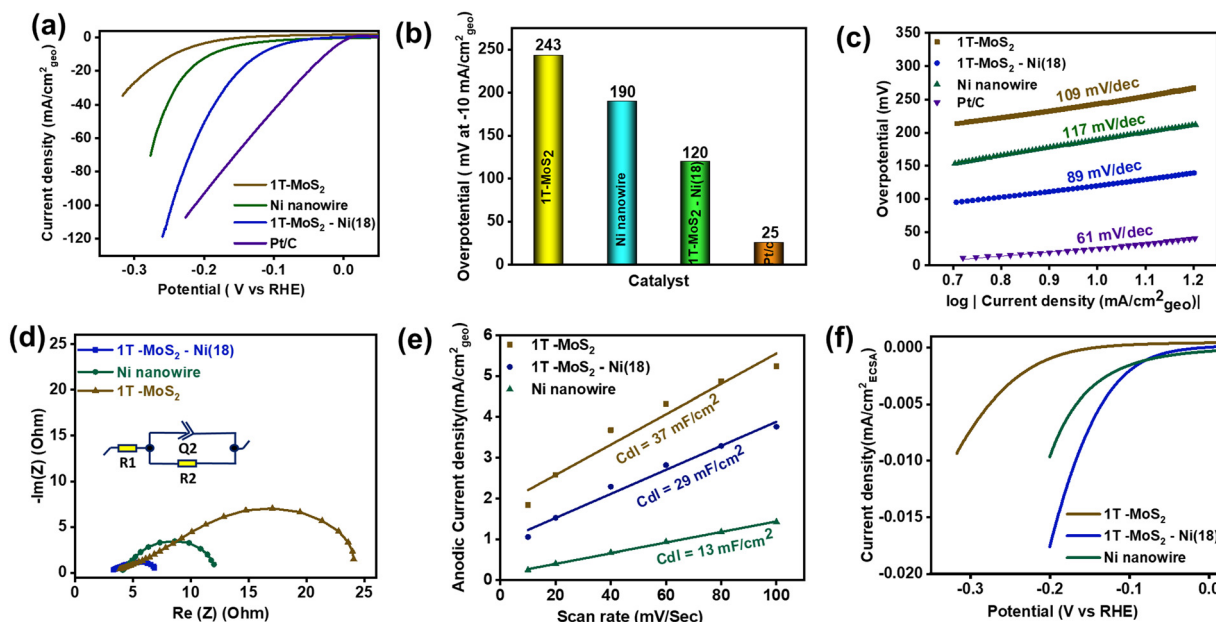 (a)
Current density (mA/cm²geo)
0
-20
-40
-60
-80
-100
-120
1T-MoS₂
Ni nanowire
1T-MoS₂ - Ni(18)
Pt/C
-0.3
-0.2
-0.1
0.0
Potential ( V vs RHE)
(b)
Overpotential ( mV at -10 mA/cm²geo)
250
200
150
100
50
0
243
190
120
25
1T-MoS₂
Ni nanowire
1T-MoS₂ - Ni(18)
Pt/c
Catalyst
(c)
1T-MoS₂
1T-MoS₂ - Ni(18)
Ni nanowire
Pt/C
Overpotential (mV)
350
300
250
200
150
100
50
0
109 mV/dec
117 mV/dec
89 mV/dec
61 mV/dec
0.7
0.8
0.9
1.0
1.1
1.2
log | Current density (mA/cm²geo)|
(d)
-Im(Z) (Ohm)
25
20
15
10
5
0
1T -MoS₂ - Ni(18)
Ni nanowire
1T -MoS₂
R1
Q2
R2
0
5
10
15
20
25
Re (Z) (Ohm)
(e)
Anodic Current density(mA/cm²geo)
6
5
4
3
2
1
0
1T -MoS₂
1T -MoS₂ - Ni(18)
Ni nanowire
Cdl = 37 mF/cm²
Cdl = 29 mF/cm²
Cdl = 13 mF/cm²
20
40
60
80
100
Scan rate (mV/Sec)
(f)
Current density(mA/cm²ECSA)
0.000
-0.005
-0.010
-0.015
-0.020
1T -MoS₂
1T -MoS₂ - Ni(18)
Ni nanowire
-0.3
-0.2
-0.1
0.0
Potential (V vs RHE)